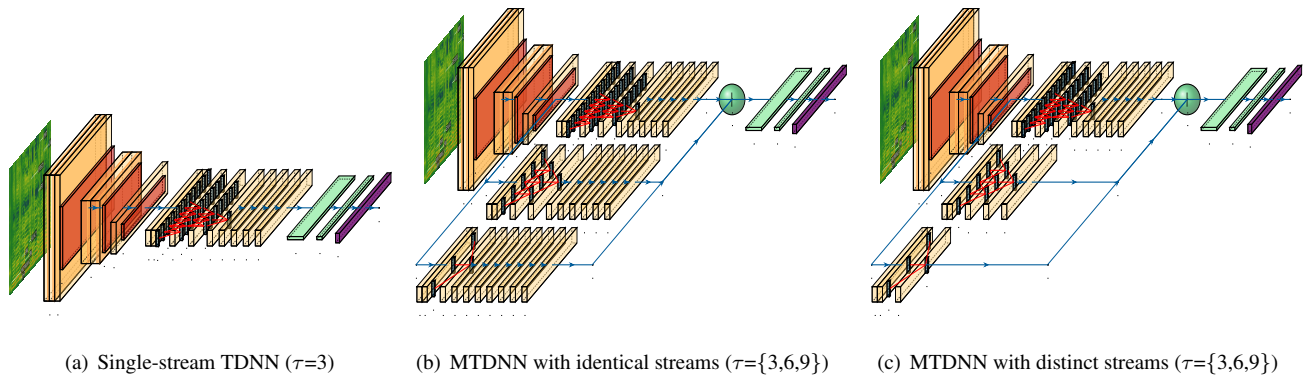 (a) Single-stream TDNN (τ=3)
(b) MTDNN with identical streams (τ={3,6,9})
(c) MTDNN with distinct streams (τ={3,6,9})